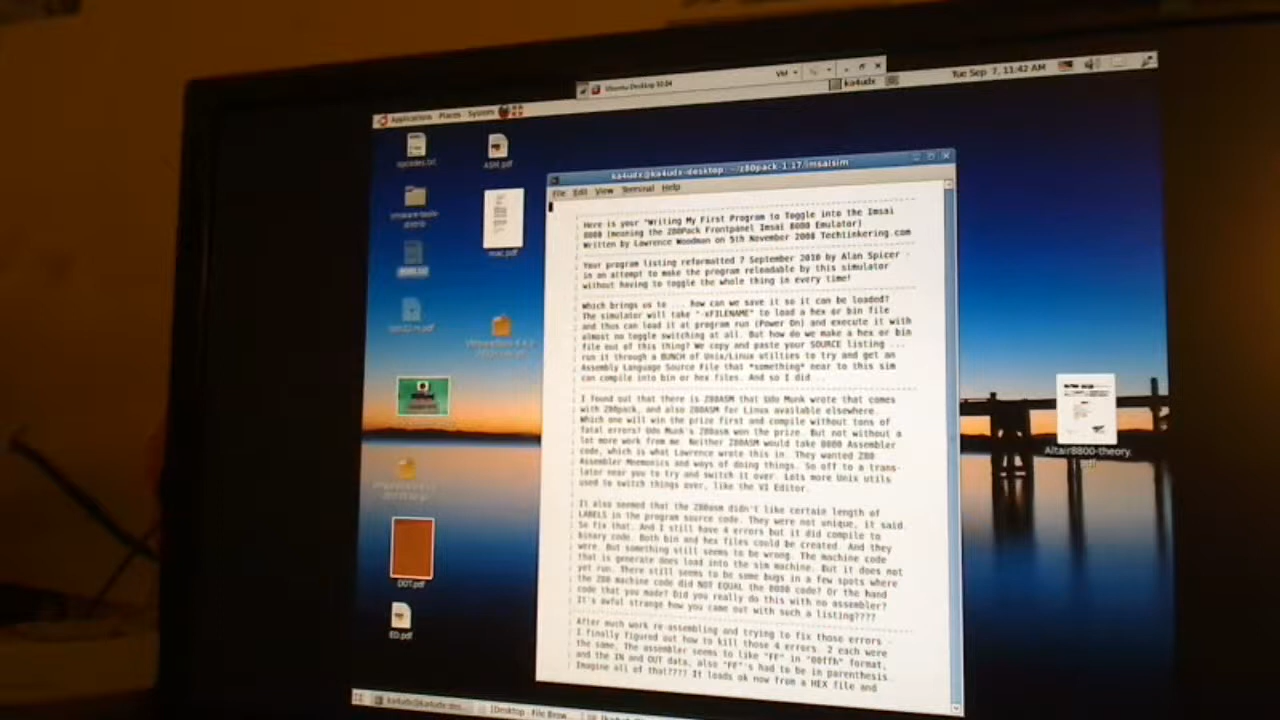 Ubuntu Desktop 10.04
VM
Applications Places System
ka4udx
Tue Sep 7, 11:42 AM
opcodes.txt
ASM.pdf
mac.pdf
DDT.pdf
ED.pdf
Altair8800-theory.
pdf
ka4udx@ka4udx-desktop: ~/z80pack-1.17/imsaisim
File Edit View Terminal Help
Here is your "Writing My First Program to Toggle into the Imsai
8080 (meaning the Z80Pack Frontpanel Imsai 8080 Emulator)
Written by Lawrence Woodman on 5th November 2008 Techtinkering.com
Your program listing reformatted 7 September 2010 by Alan Spicer -
in an attempt to make the program reloadable by this simulator
without having to toggle the whole thing in every time!
Which brings us to ... how can we save it so it can be loaded?
The simulator will take "-xFILENAME" to load a hex or bin file
and thus can load it at program run (Power On) and execute it with
almost no toggle switching at all. But how do we make a hex or bin
file out of this thing? We copy and paste your SOURCE listing ...
run it through a BUNCH of Unix/Linux utilties to try and get an
Assembly Language Source File that *something* near to this sim
can compile into bin or hex files. And so I did ...
I found out that there is Z80ASM that Udo Munk wrote that comes
with Z80pack, and also Z80ASM for Linux available elsewhere.
Which one will win the prize first and compile without tons of
fatal errors? Udo Munk's Z80asm won the prize. But not without a
lot more work from me. Neither Z80ASM would take 8080 Assembler
code, which is what Lawrence wrote this in. They wanted Z80
Assembler Mnemonics and ways of doing things. So off to a trans-
lator near you to try and switch it over. Lots more Unix utils
used to switch things over, like the VI Editor.
It also seemed that the Z80asm didn't like certain length of
LABELS in the program source code. They were not unique, it said.
So fix that. And I still have 4 errors but it did compile to
binary code. Both bin and hex files could be created. And they
were. But something still seems to be wrong. The machine code
that is generate does load into the sim machine. But it does not
yet run. There still seems to be some bugs in a few spots where
the Z80 machine code did NOT EQUAL the 8080 code? Or the hand
code that you made? Did you really do this with no assembler?
It's awful strange how you came out with such a listing????
After much work re-assembling and trying to fix those errors -
I finally figured out how to kill those 4 errors. 2 each were
the same. The assembler seems to like "FF" in "00ffh" format,
and the IN and OUT data, also "FF"'s had to be in parenthesis.
Imagine all of that???? It loads ok now from a HEX file and